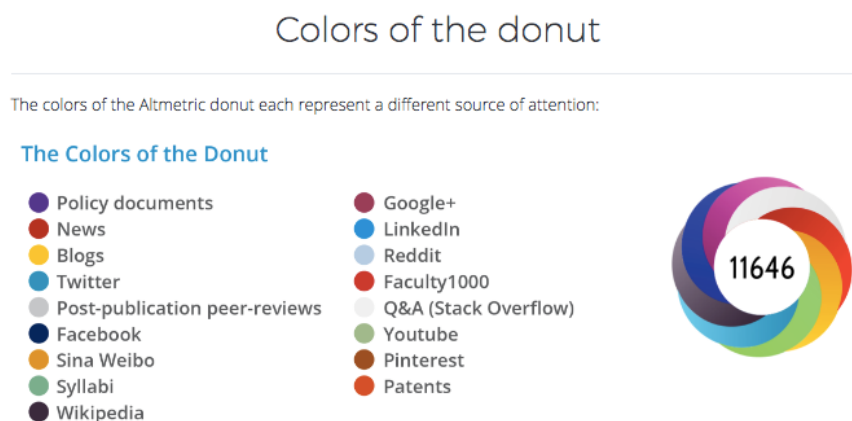 Colors of the donut
The colors of the Altmetric donut each represent a different source of attention:
The Colors of the Donut
Policy documents
News
Blogs
Twitter
Post-publication peer-reviews
Facebook
Sina Weibo
Syllabi
Wikipedia
Google+
LinkedIn
Reddit
Faculty1000
Q&A (Stack Overflow)
Youtube
Pinterest
Patents
11646